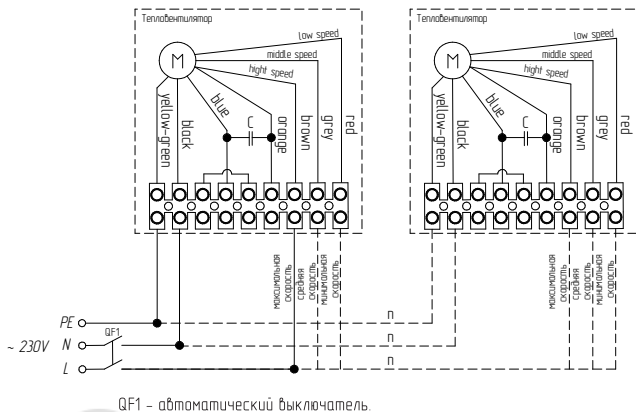 Тепловентилятор
Тепловентилятор
low speed
middle speed
hight speed
M
yellow-green
black
blue
C
orange
brown
grey
red
low speed
middle speed
hight speed
M
yellow-green
black
blue
C
orange
brown
grey
red
максимальная скорость
средняя скорость
минимальная скорость
максимальная скорость
средняя скорость
минимальная скорость
PE
n
~ 230V
N
QF1
n
L
n
QF1 - автоматический выключатель.